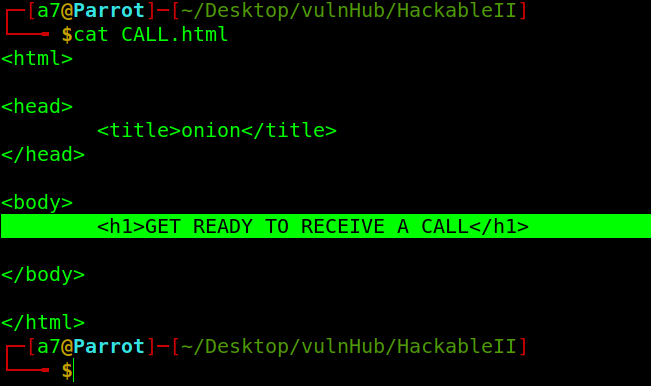 ┌─[a7@Parrot]─[~/Desktop/vulnHub/HackableII]
└──╼ $cat CALL.html
<html>
<head>
        <title>onion</title>
</head>
<body>
        <h1>GET READY TO RECEIVE A CALL</h1>
</body>
</html>
┌─[a7@Parrot]─[~/Desktop/vulnHub/HackableII]
└──╼ $